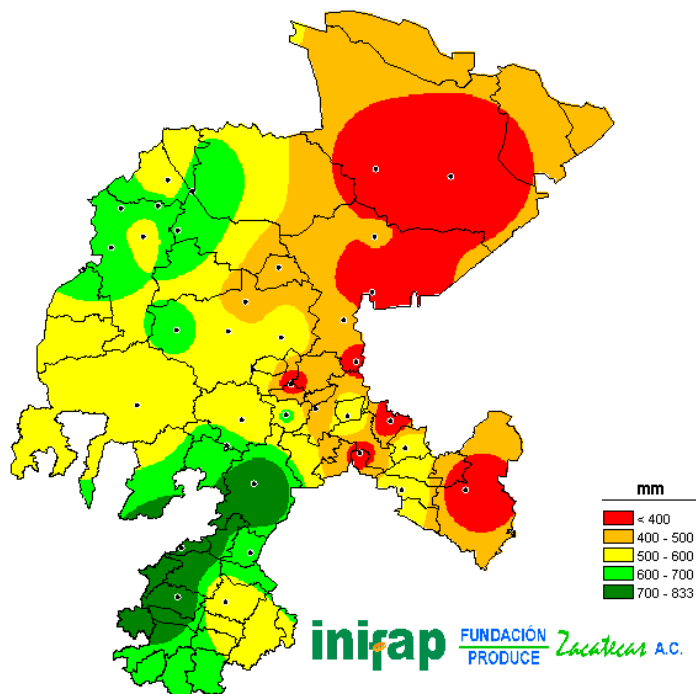 mm
< 400
400 - 500
500 - 600
600 - 700
700 - 833
inifap
FUNDACIÓN
PRODUCE
Zacatecas A.C.